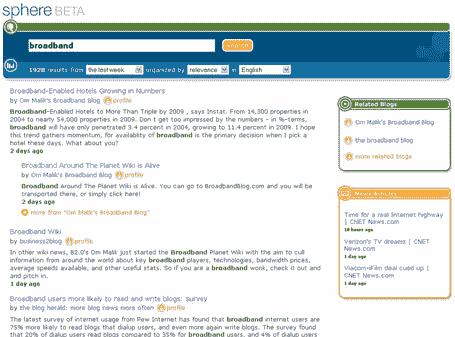 sphere BETA
broadband
search
1928 results from the last week organized by relevance in English
Broadband-Enabled Hotels Growing in Numbers
by Om Malik's Broadband Blog profile
Broadband-Enabled Hotels to More Than Triple by 2009 , says Instat. From 14,300 properties in
2004 to nearly 54,000 properties in 2009. Don t get too impressed by the numbers - in %-terms,
broadband will have only penetrated 3.4 percent in 2004, growing to 11.4 percent in 2009. I hope
this trend gathers momentum, for availablity of broadband is the primary decision when I pick a
hotel these days. What about you?
2 days ago
Broadband Around The Planet Wiki is Alive
by Om Malik's Broadband Blog profile
Broadband Around The Planet Wiki is Alive. You can go to BroadbandBlog.com and you will be
transported there, or simply click here!
2 days ago
more from "Om Malik's Broadband Blog"
Broadband Wiki
by business2blog profile
In other wiki news, B2.0's Om Malik just started the Broadband Planet Wiki with the aim to cull
information from around the world about key broadband players, technologies, bandwidth prices,
average speeds available, and other useful stats. So if you are a broadband wonk, check it out and
and pitch in.
1 day ago
Broadband users more likely to read and write blogs: survey
by the blog herald: more blog news more often profile
The latest survey of internet usage from Pew Internet has found that broadband internet users are
75% more likely to read blogs that dialup users, and even more again write blogs. The survey found
that 20% of dialup users read blogs compared to 35% for broadband users, and 4% of dialup users
Related Blogs
Om Malik's Broadband Blog
the broadband blog
more related blogs
News Articles
Time for a real Internet highway |
CNET News.com
10 hours ago
Verizon's TV dreams | CNET
News.com
1 day ago
Viacom-iFilm deal cued up |
CNET News.com
1 day ago